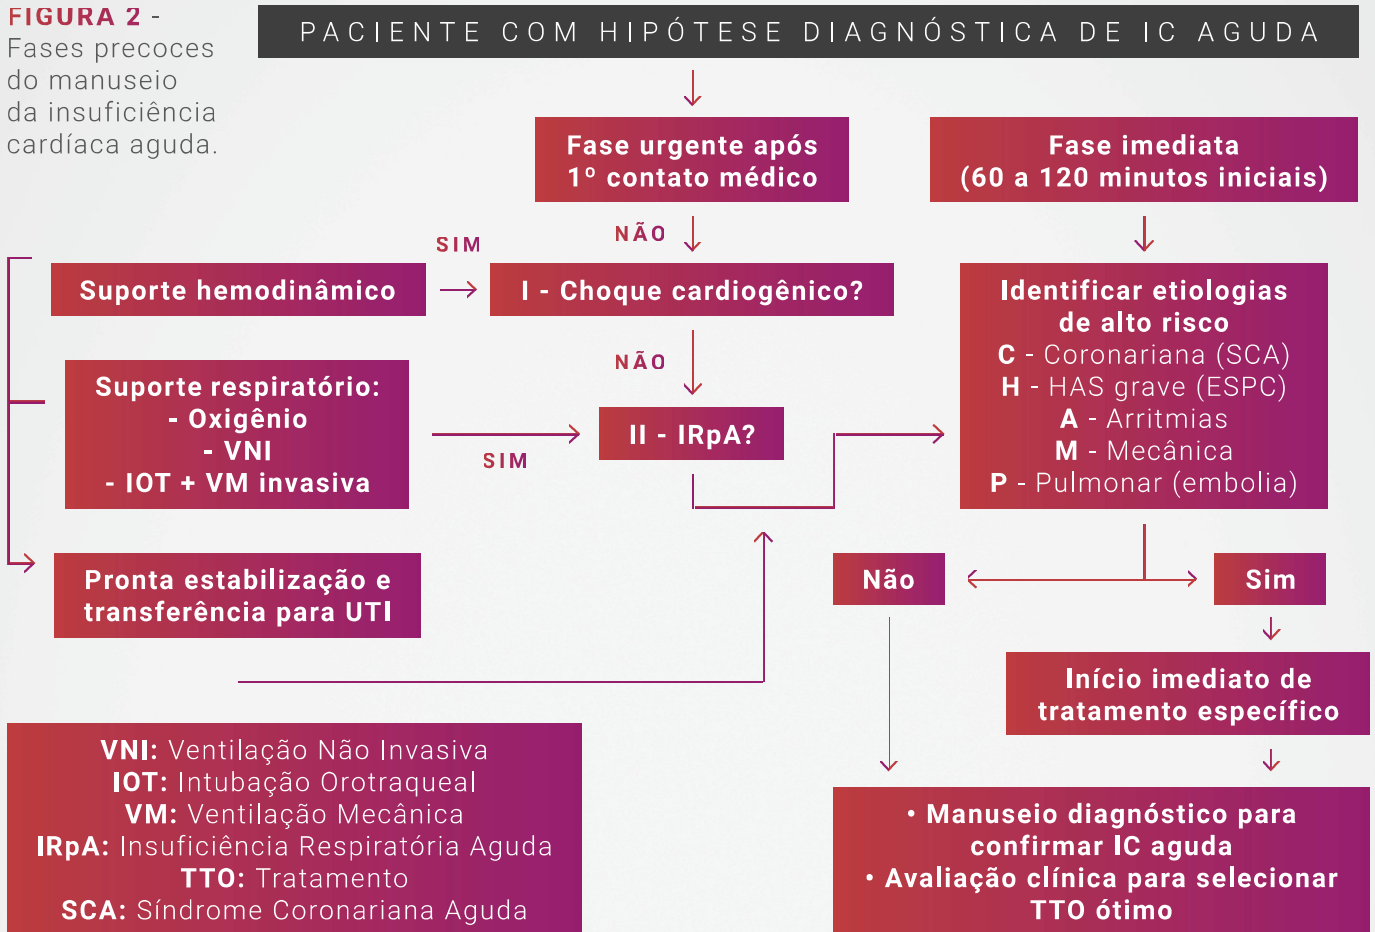 FIGURA 2 -
Fases precoces
do manuseio
da insuficiência
cardíaca aguda.
PACIENTE COM HIPÓTESE DIAGNÓSTICA DE IC AGUDA
Fase urgente após
1º contato médico
Fase imediata
(60 a 120 minutos iniciais)
NÃO
SIM
Suporte hemodinâmico
I - Choque cardiogênico?
Identificar etiologias
de alto risco
C - Coronariana (SCA)
H - HAS grave (ESPC)
A - Arritmias
M - Mecânica
P - Pulmonar (embolia)
NÃO
Suporte respiratório:
- Oxigênio
- VNI
- IOT + VM invasiva
SIM
II - IRpA?
Pronta estabilização e
transferência para UTI
Não
Sim
Início imediato de
tratamento específico
VNI: Ventilação Não Invasiva
IOT: Intubação Orotraqueal
VM: Ventilação Mecânica
IRpA: Insuficiência Respiratória Aguda
TTO: Tratamento
SCA: Síndrome Coronariana Aguda
• Manuseio diagnóstico para
confirmar IC aguda
• Avaliação clínica para selecionar
TTO ótimo